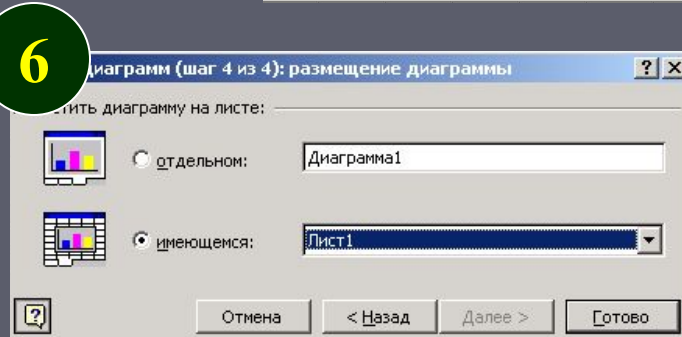 6
диаграмм (шаг 4 из 4): размещение диаграммы
диаграмму на листе:
отдельном: Диаграмма1
имеющемся: Лист1
Отмена < Назад Далее > Готово